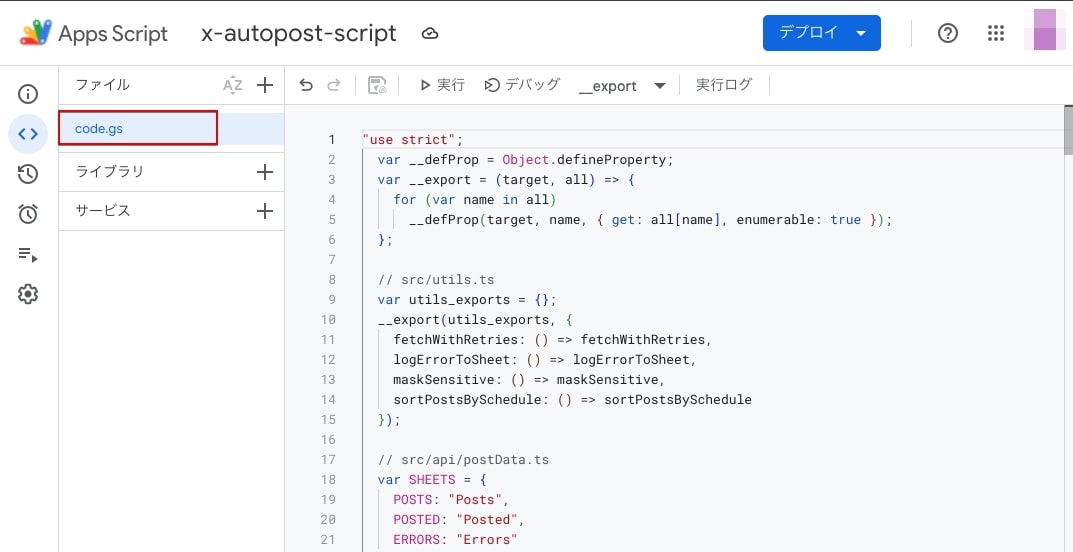 Apps Script x-autopost-script デプロイ
ファイル AZ 実行 デバッグ __export 実行ログ
code.gs
ライブラリ
サービス
1 "use strict";
2 var __defProp = Object.defineProperty;
3 var __export = (target, all) => {
4 for (var name in all)
5 __defProp(target, name, { get: all[name], enumerable: true });
6 };
7
8 // src/utils.ts
9 var utils_exports = {};
10 __export(utils_exports, {
11 fetchWithRetries: () => fetchWithRetries,
12 logErrorToSheet: () => logErrorToSheet,
13 maskSensitive: () => maskSensitive,
14 sortPostsBySchedule: () => sortPostsBySchedule
15 });
16
17 // src/api/postData.ts
18 var SHEETS = {
19 POSTS: "Posts",
20 POSTED: "Posted",
21 ERRORS: "Errors"